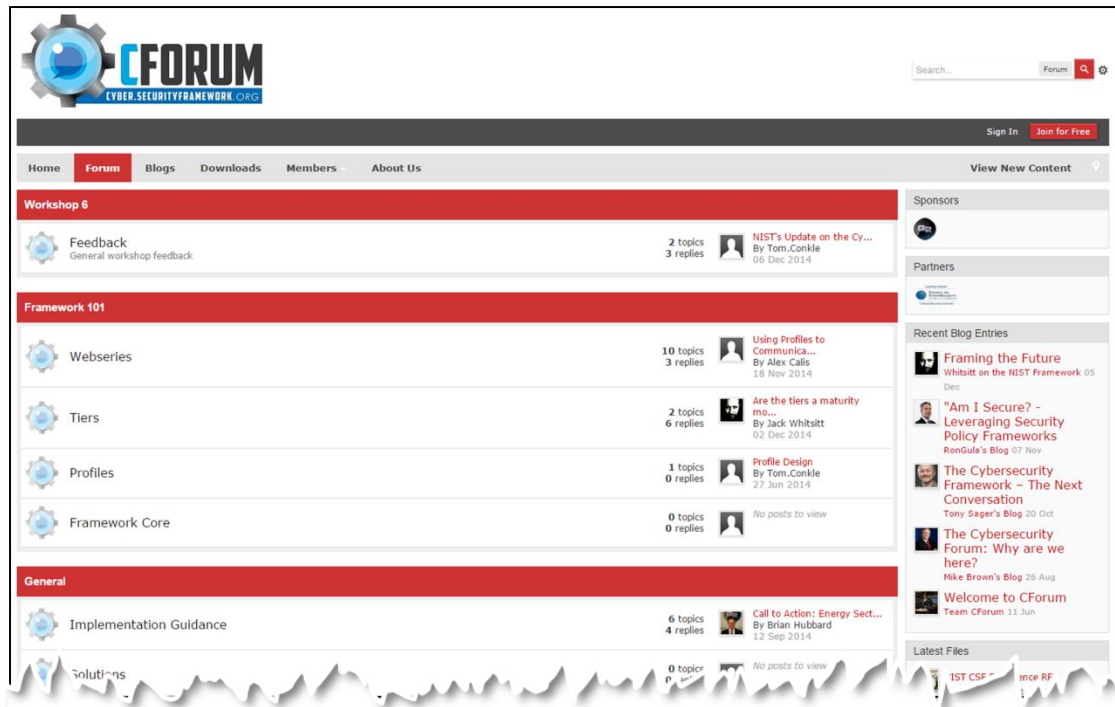 CFORUM
CYBER.SECURITYFRAMEWORK.ORG
Search... Forum
Sign In Join for Free
Home Forum Blogs Downloads Members About Us View New Content
Workshop 6
Feedback
General workshop feedback
2 topics
3 replies
NIST's Update on the Cy...
By Tom.Conkle
06 Dec 2014
Framework 101
Webseries
10 topics
3 replies
Using Profiles to
Communica...
By Alex Calis
18 Nov 2014
Tiers
2 topics
6 replies
Are the tiers a maturity
mo...
By Jack Whitsitt
02 Dec 2014
Profiles
1 topics
0 replies
Profile Design
By Tom.Conkle
27 Jun 2014
Framework Core
0 topics
0 replies
No posts to view
General
Implementation Guidance
6 topics
4 replies
Call to Action: Energy Sect...
By Brian Hubbard
12 Sep 2014
Solutions
0 topics
No posts to view
Sponsors
Partners
Recent Blog Entries
Framing the Future
Whitsitt on the NIST Framework 05
Dec
"Am I Secure? -
Leveraging Security
Policy Frameworks
RonGula's Blog 07 Nov
The Cybersecurity
Framework – The Next
Conversation
Tony Sager's Blog 20 Oct
The Cybersecurity
Forum: Why are we
here?
Mike Brown's Blog 26 Aug
Welcome to CForum
Team CForum 11 Jun
Latest Files